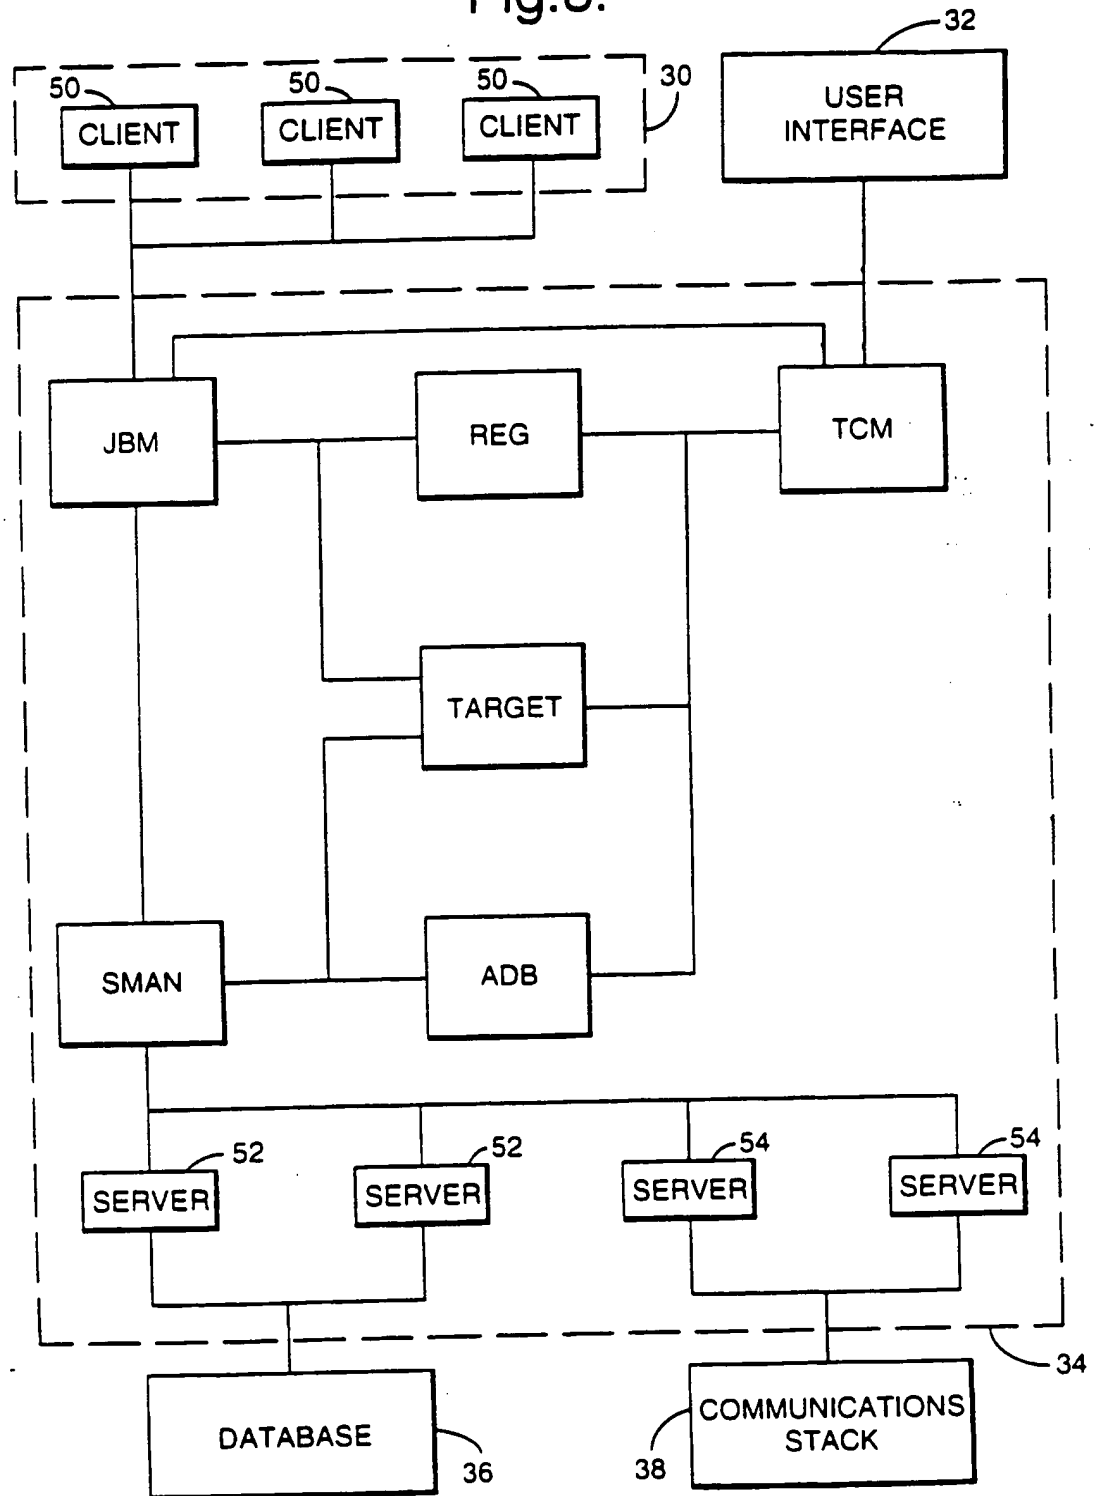 32
50
50
50
30
CLIENT
CLIENT
CLIENT
USER
INTERFACE
JBM
REG
TCM
TARGET
SMAN
ADB
52
52
54
54
SERVER
SERVER
SERVER
SERVER
34
DATABASE
36
38
COMMUNICATIONS
STACK